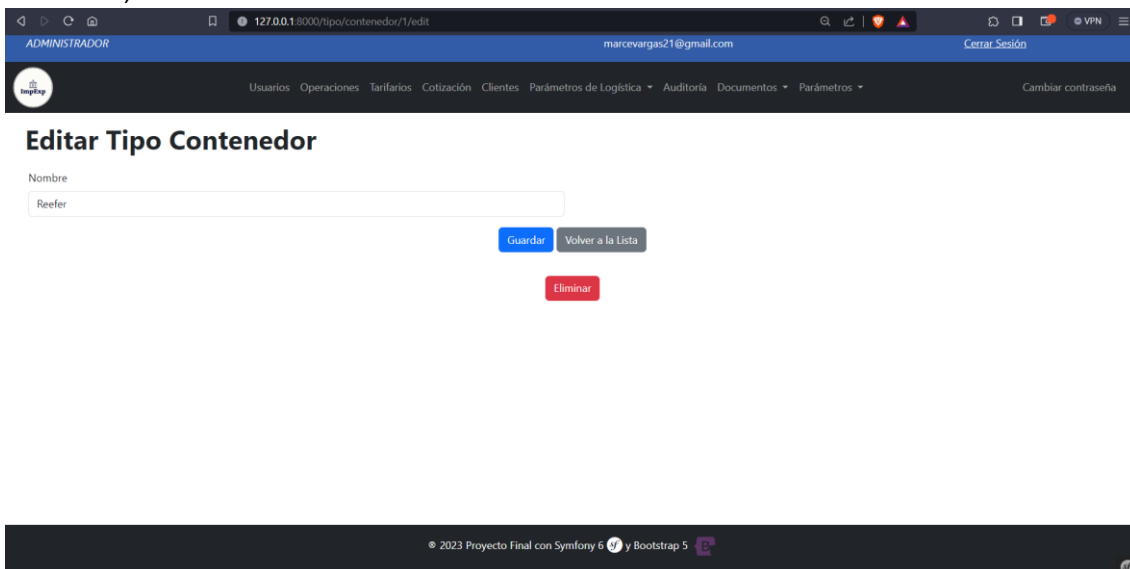 127.0.0.1:8000/tipo/contenedor/1/edit
VPN
ADMINISTRADOR marcevargas21@gmail.com Cerrar Sesión
ImpExp
Usuarios Operaciones Tarifarios Cotización Clientes Parámetros de Logística Auditoría Documentos Parámetros Cambiar contraseña
Editar Tipo Contenedor
Nombre
Reefer
Guardar Volver a la Lista
Eliminar
© 2023 Proyecto Final con Symfony 6 sf y Bootstrap 5 B